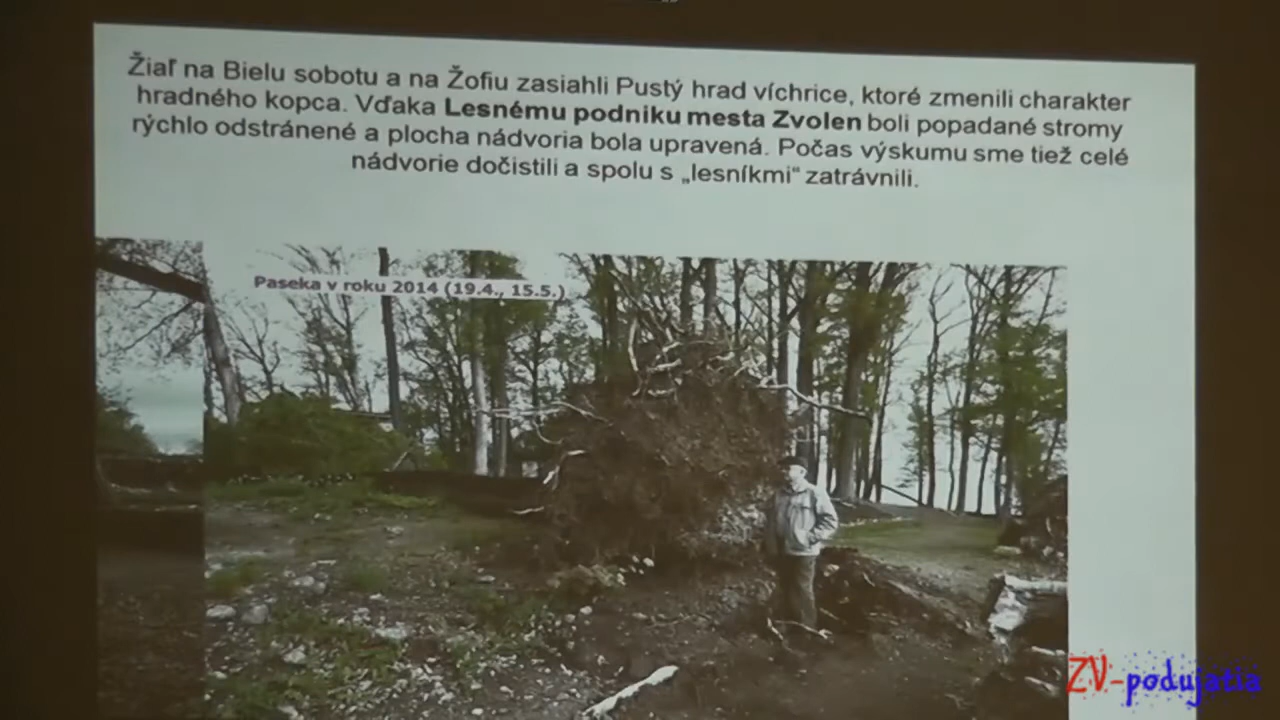 Žiaľ na Bielu sobotu a na Žofiu zasiahli Pustý hrad víchrice, ktoré zmenili charakter
hradného kopca. Vďaka Lesnému podniku mesta Zvolen boli popadané stromy
rýchlo odstránené a plocha nádvoria bola upravená. Počas výskumu sme tiež celé
nádvorie dočistili a spolu s „lesníkmi“ zatrávnili.
Paseka v roku 2014 (19.4., 15.5.)
ZV-podujatia